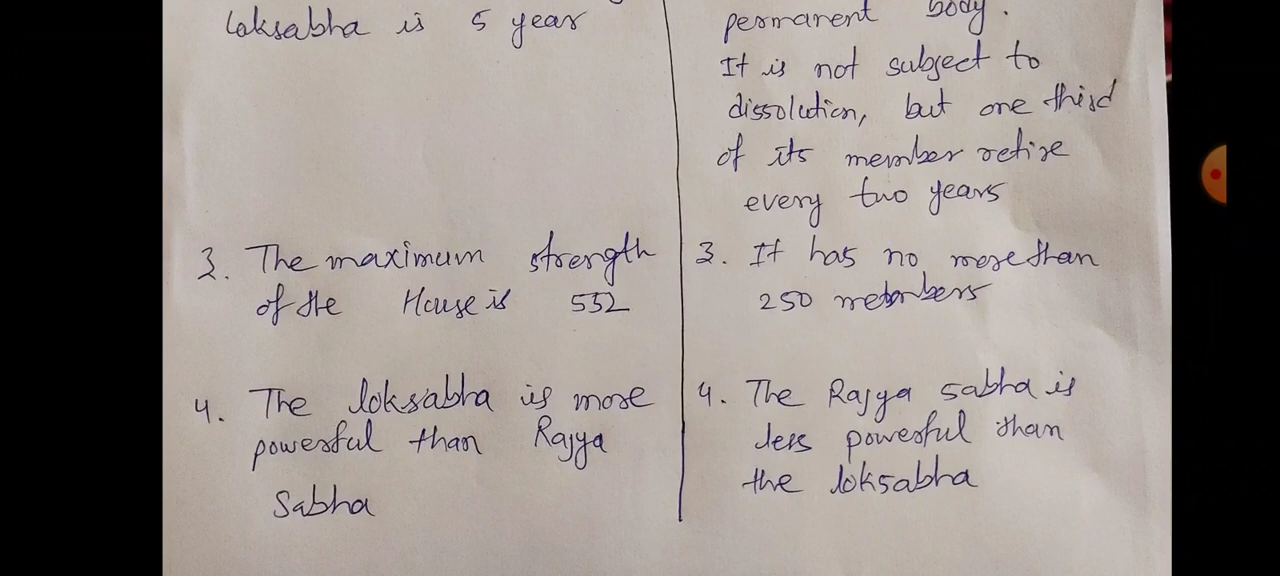 Loksabha is 5 year
3. The maximum strength
of the House is 552
4. The loksabha is more
powerful than Rajya
Sabha
permanent body.
It is not subject to
dissolution, but one third
of its member retire
every two years
3. It has no more than
250 members
4. The Rajya Sabha is
less powerful than
the loksabha